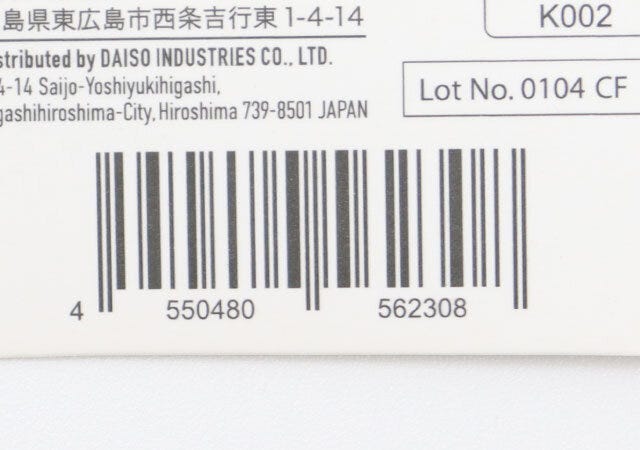 島県東広島市西条吉行東 1-4-14
stributed by DAISO INDUSTRIES CO., LTD.
4-14 Saijo-Yoshiyukihigashi,
gashihiroshima-City, Hiroshima 739-8501 JAPAN
K002
Lot No. 0104 CF
4 550480 562308